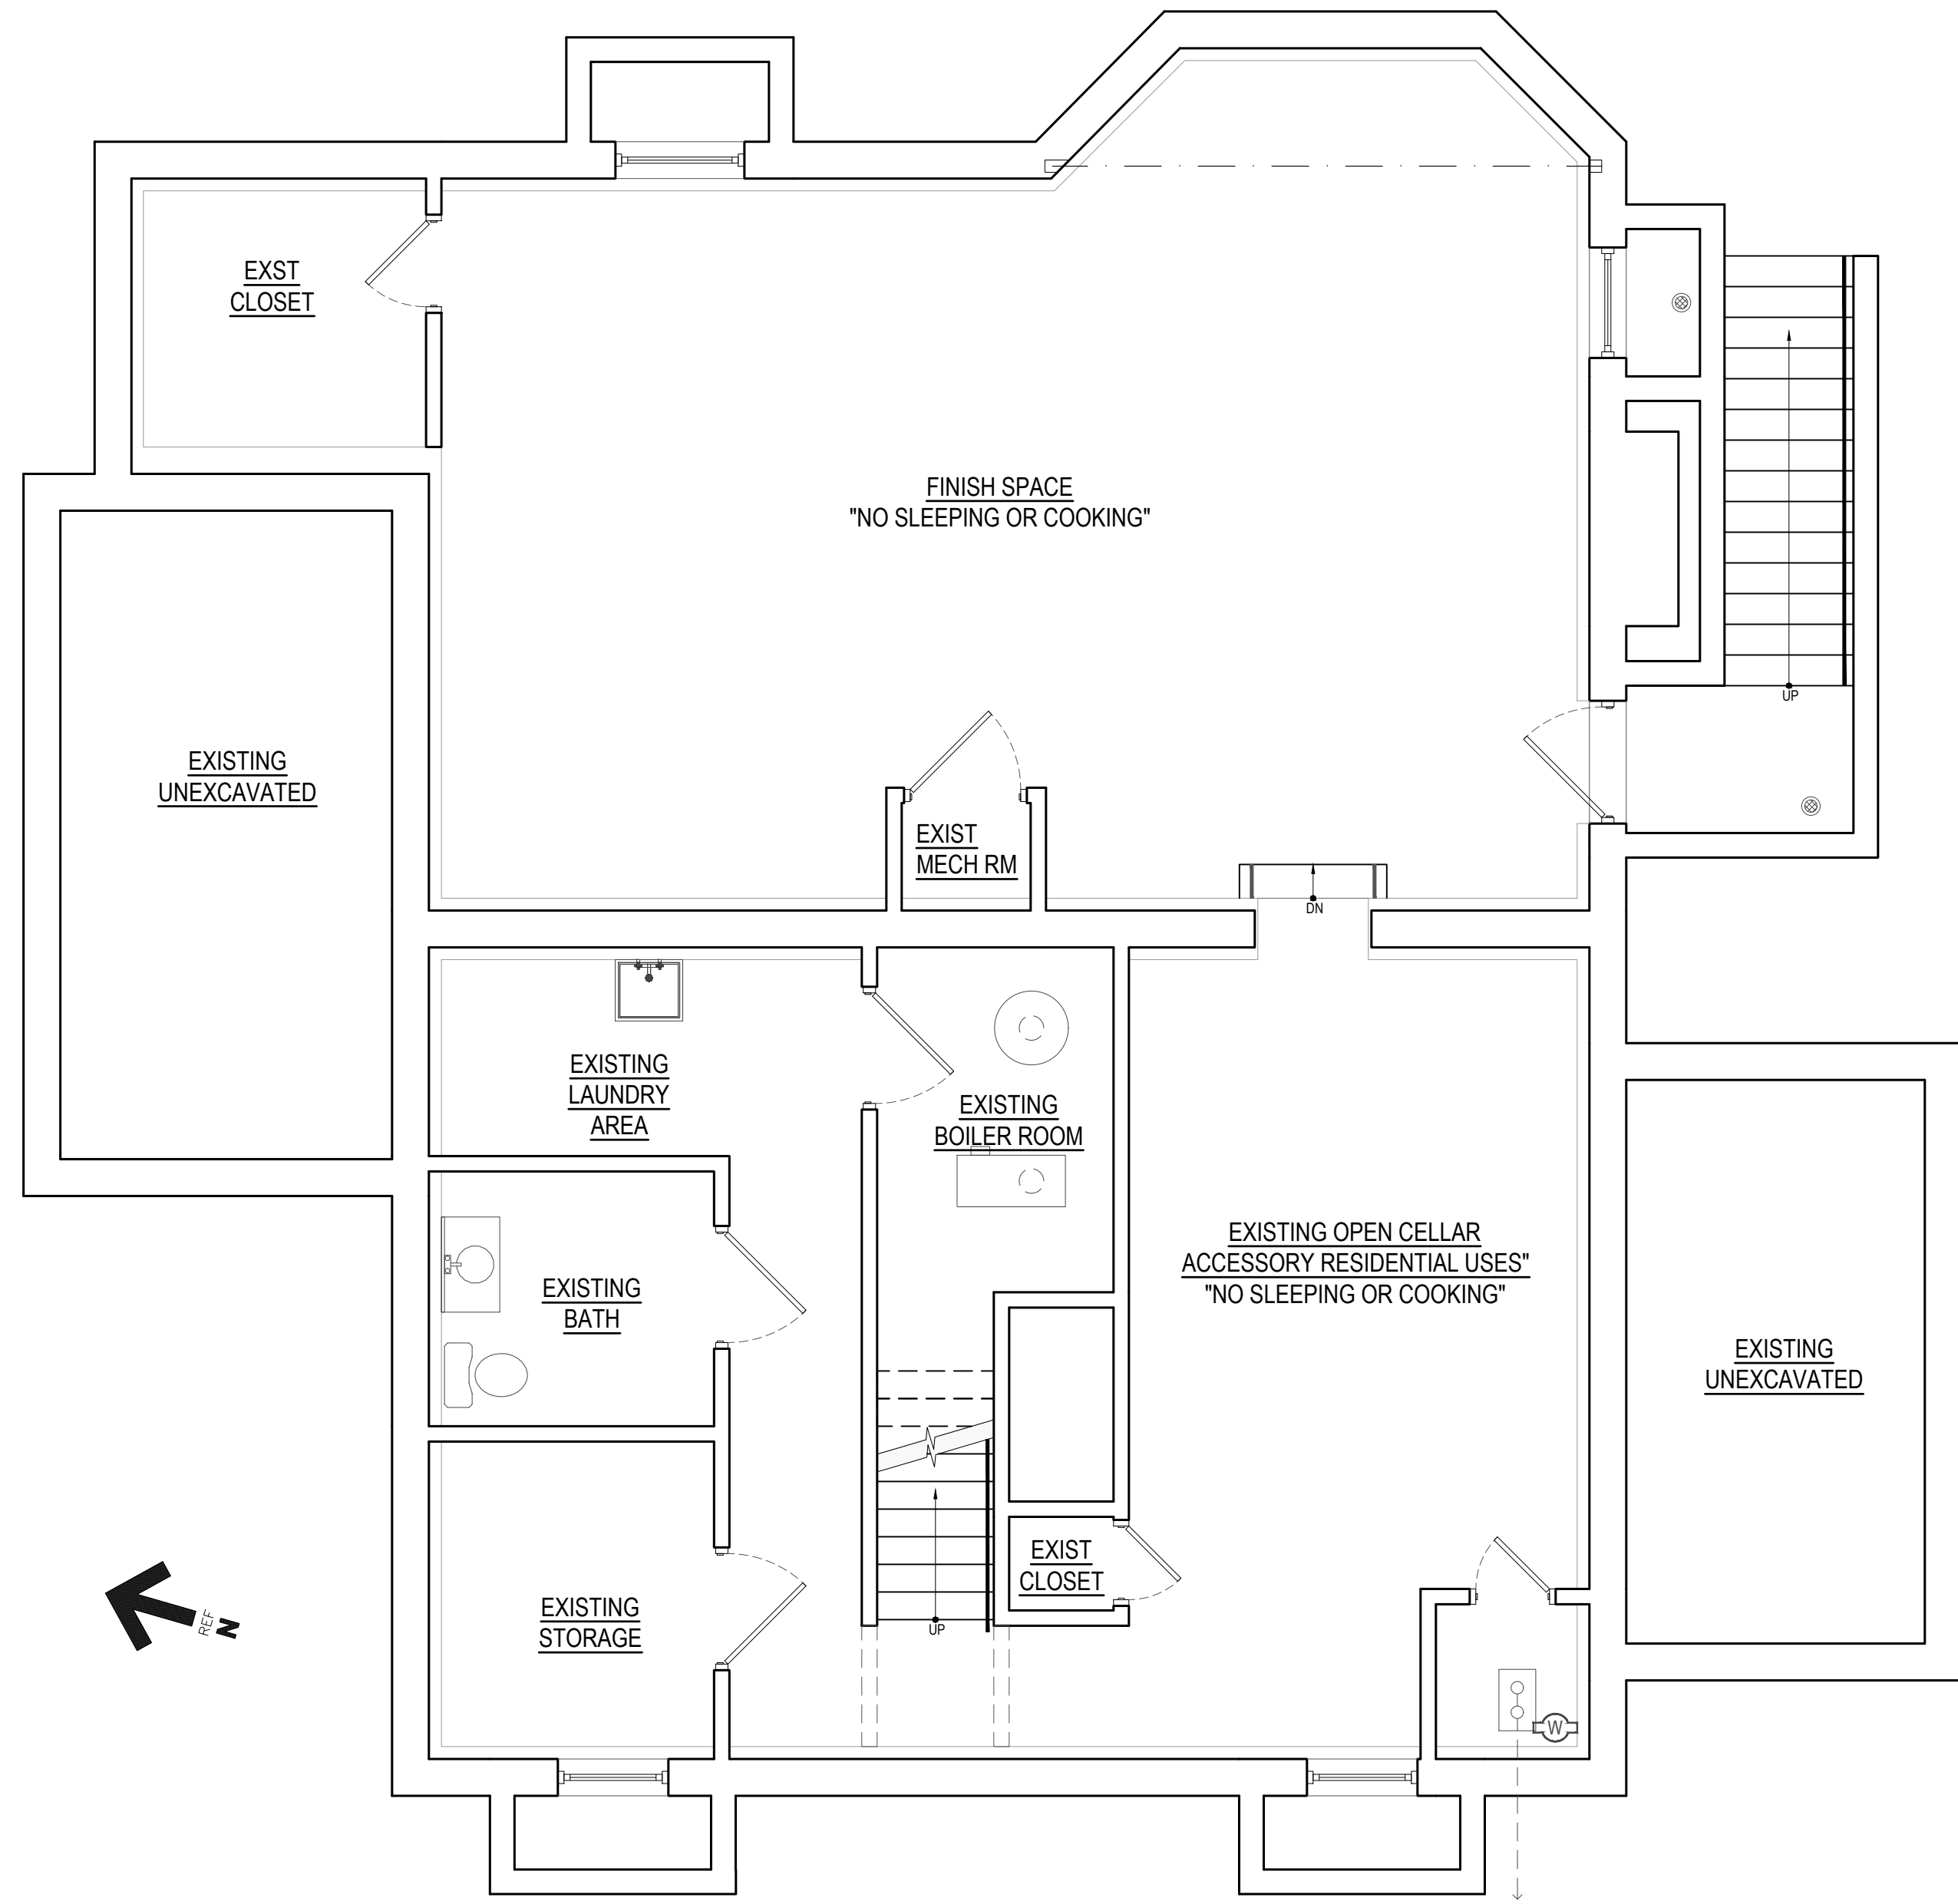 EXST
CLOSET
FINISH SPACE
"NO SLEEPING OR COOKING"
UP
EXISTING
UNEXCAVATED
EXIST
MECH RM
DN
EXISTING
LAUNDRY
AREA
EXISTING
BOILER ROOM
EXISTING OPEN CELLAR
ACCESSORY RESIDENTIAL USES"
"NO SLEEPING OR COOKING"
EXISTING
BATH
EXISTING
UNEXCAVATED
EXIST
CLOSET
EXISTING
STORAGE
UP
REF
N
W